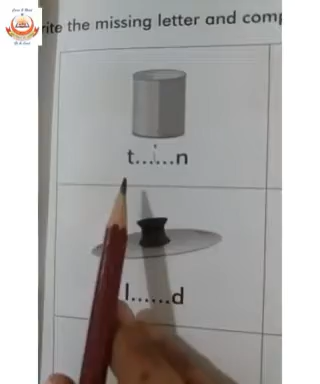 rite the missing letter and comp
t...i...n
l......d